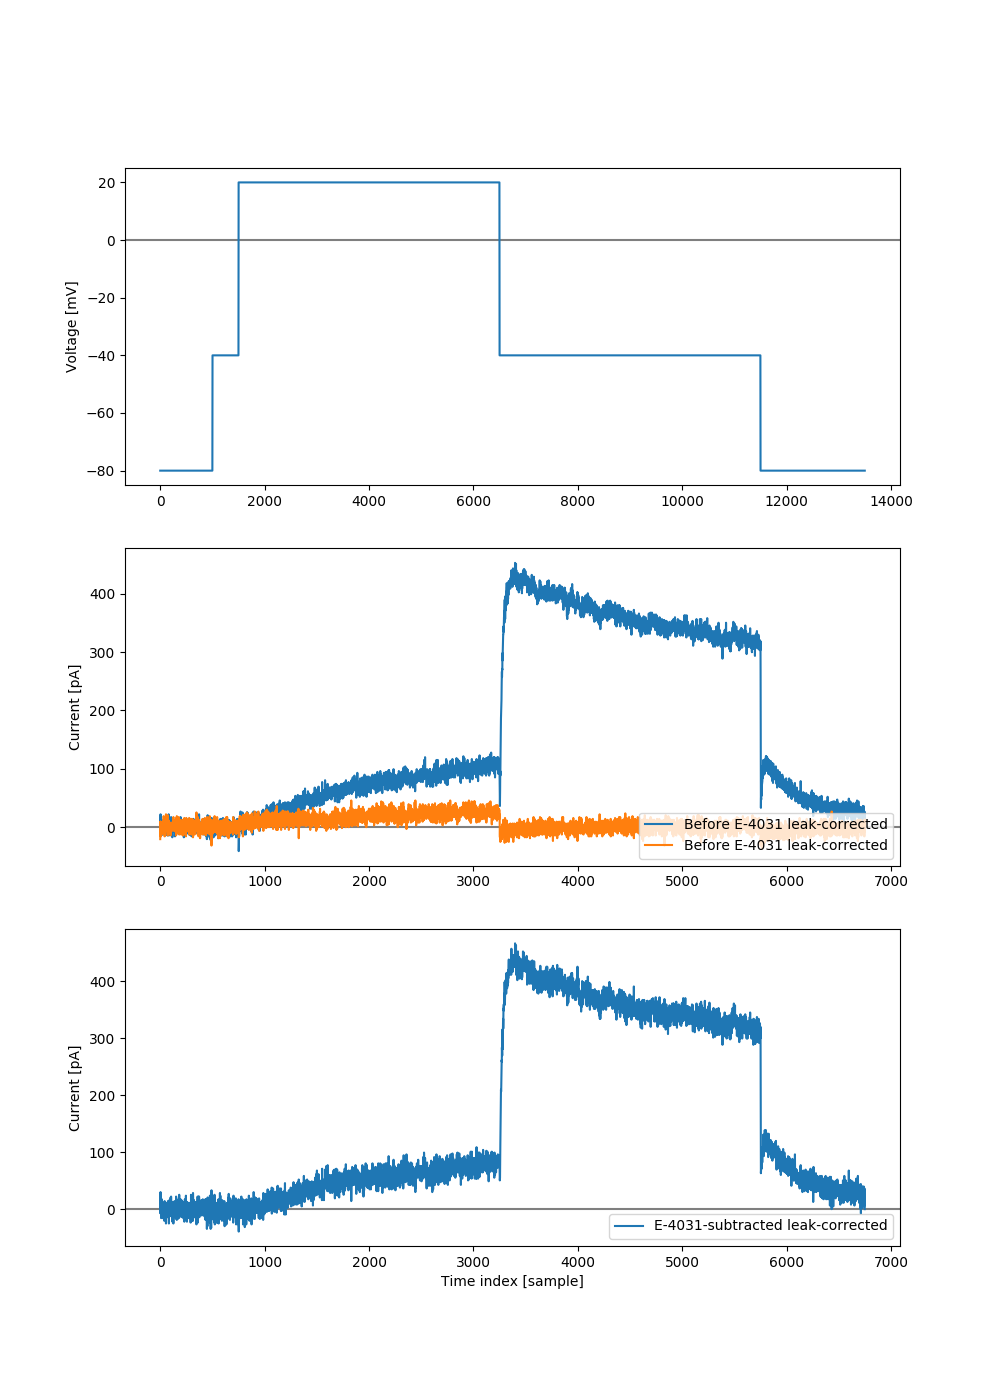 20
0
−20
−40
−60
−80
Voltage [mV]
0 2000 4000 6000 8000 10000 12000 14000
400
300
200
100
0
Current [pA]
Before E-4031 leak-corrected
Before E-4031 leak-corrected
0 1000 2000 3000 4000 5000 6000 7000
400
300
200
100
0
Current [pA]
E-4031-subtracted leak-corrected
0 1000 2000 3000 4000 5000 6000 7000
Time index [sample]